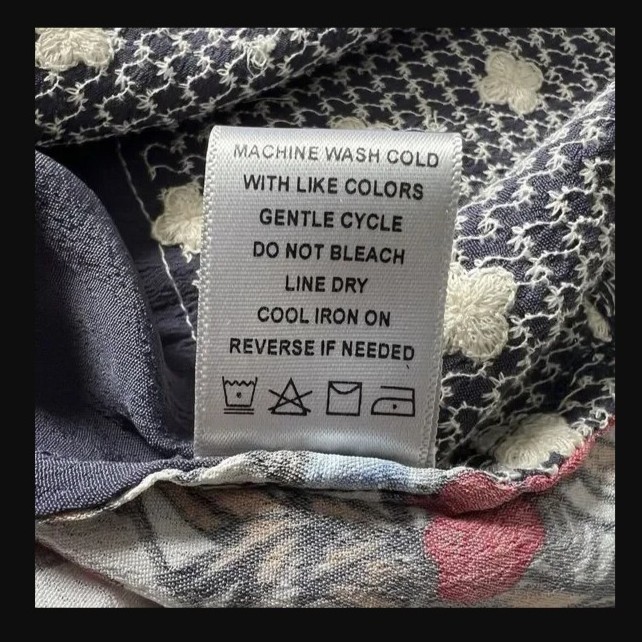 MACHINE WASH COLD
WITH LIKE COLORS
GENTLE CYCLE
DO NOT BLEACH
LINE DRY
COOL IRON ON
REVERSE IF NEEDED